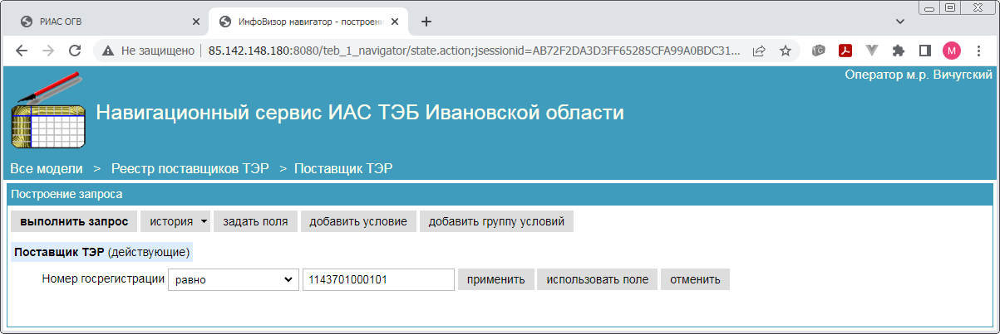 РИАС ОГВ
ИнфоВизор навигатор - построени
Не защищено 85.142.148.180:8080/teb_1_navigator/state.action;jsessionid=AB72F2DA3D3FF65285CFA99A0BDC31...
M
Оператор м.р. Вичугский
Навигационный сервис ИАС ТЭБ Ивановской области
Все модели > Реестр поставщиков ТЭР > Поставщик ТЭР
Построение запроса
выполнить запрос история задать поля добавить условие добавить группу условий
Поставщик ТЭР (действующие)
Номер госрегистрации равно 1143701000101 применить использовать поле отменить